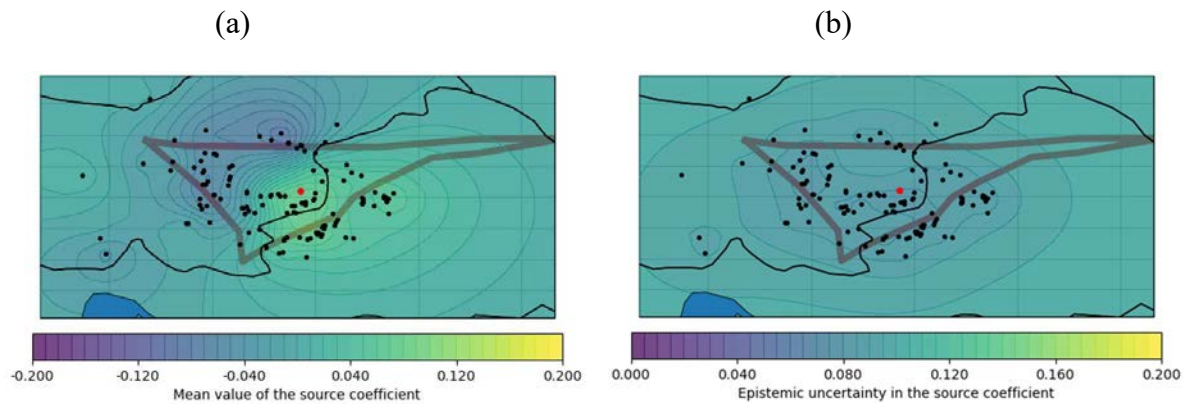 (a) (b)
-0.200 -0.120 -0.040 0.040 0.120 0.200
Mean value of the source coefficient
0.000 0.040 0.080 0.120 0.160 0.200
Epistemic uncertainty in the source coefficient